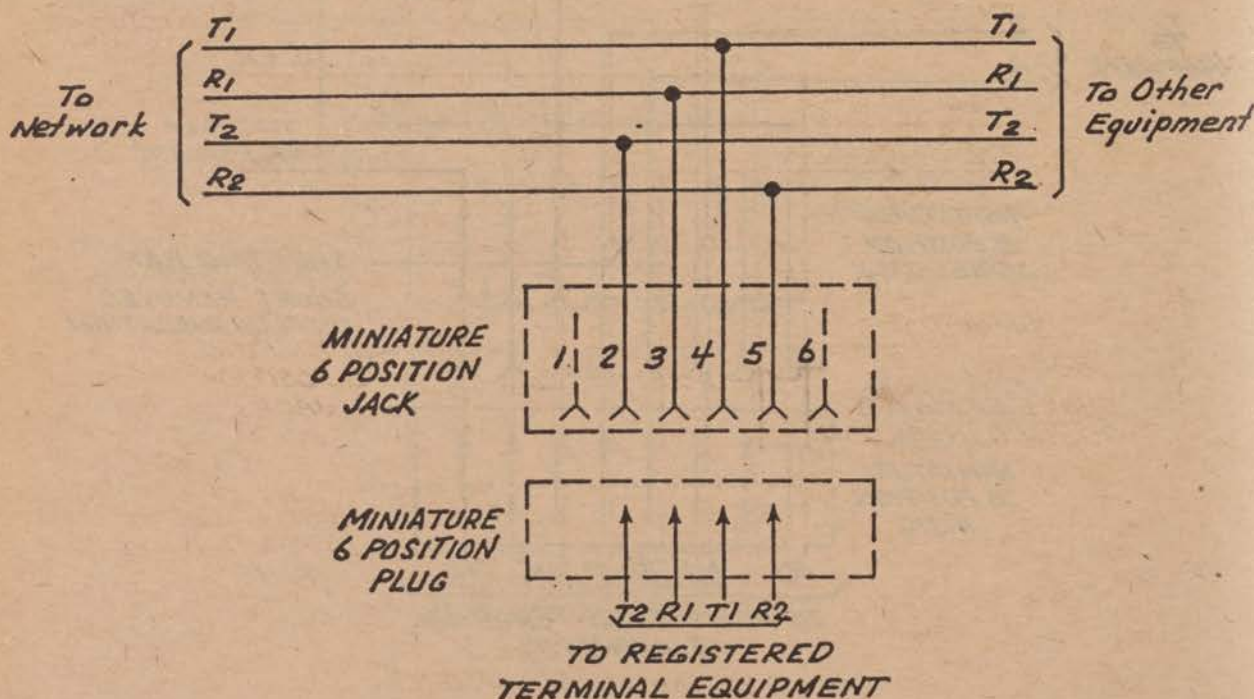 T1 T1
R1 R1
To Network
T2 T2
To Other Equipment
R2 R2
MINIATURE
6 POSITION
JACK
1 2 3 4 5 6
MINIATURE
6 POSITION
PLUG
T2 R1 T1 R2
TO REGISTERED
TERMINAL EQUIPMENT